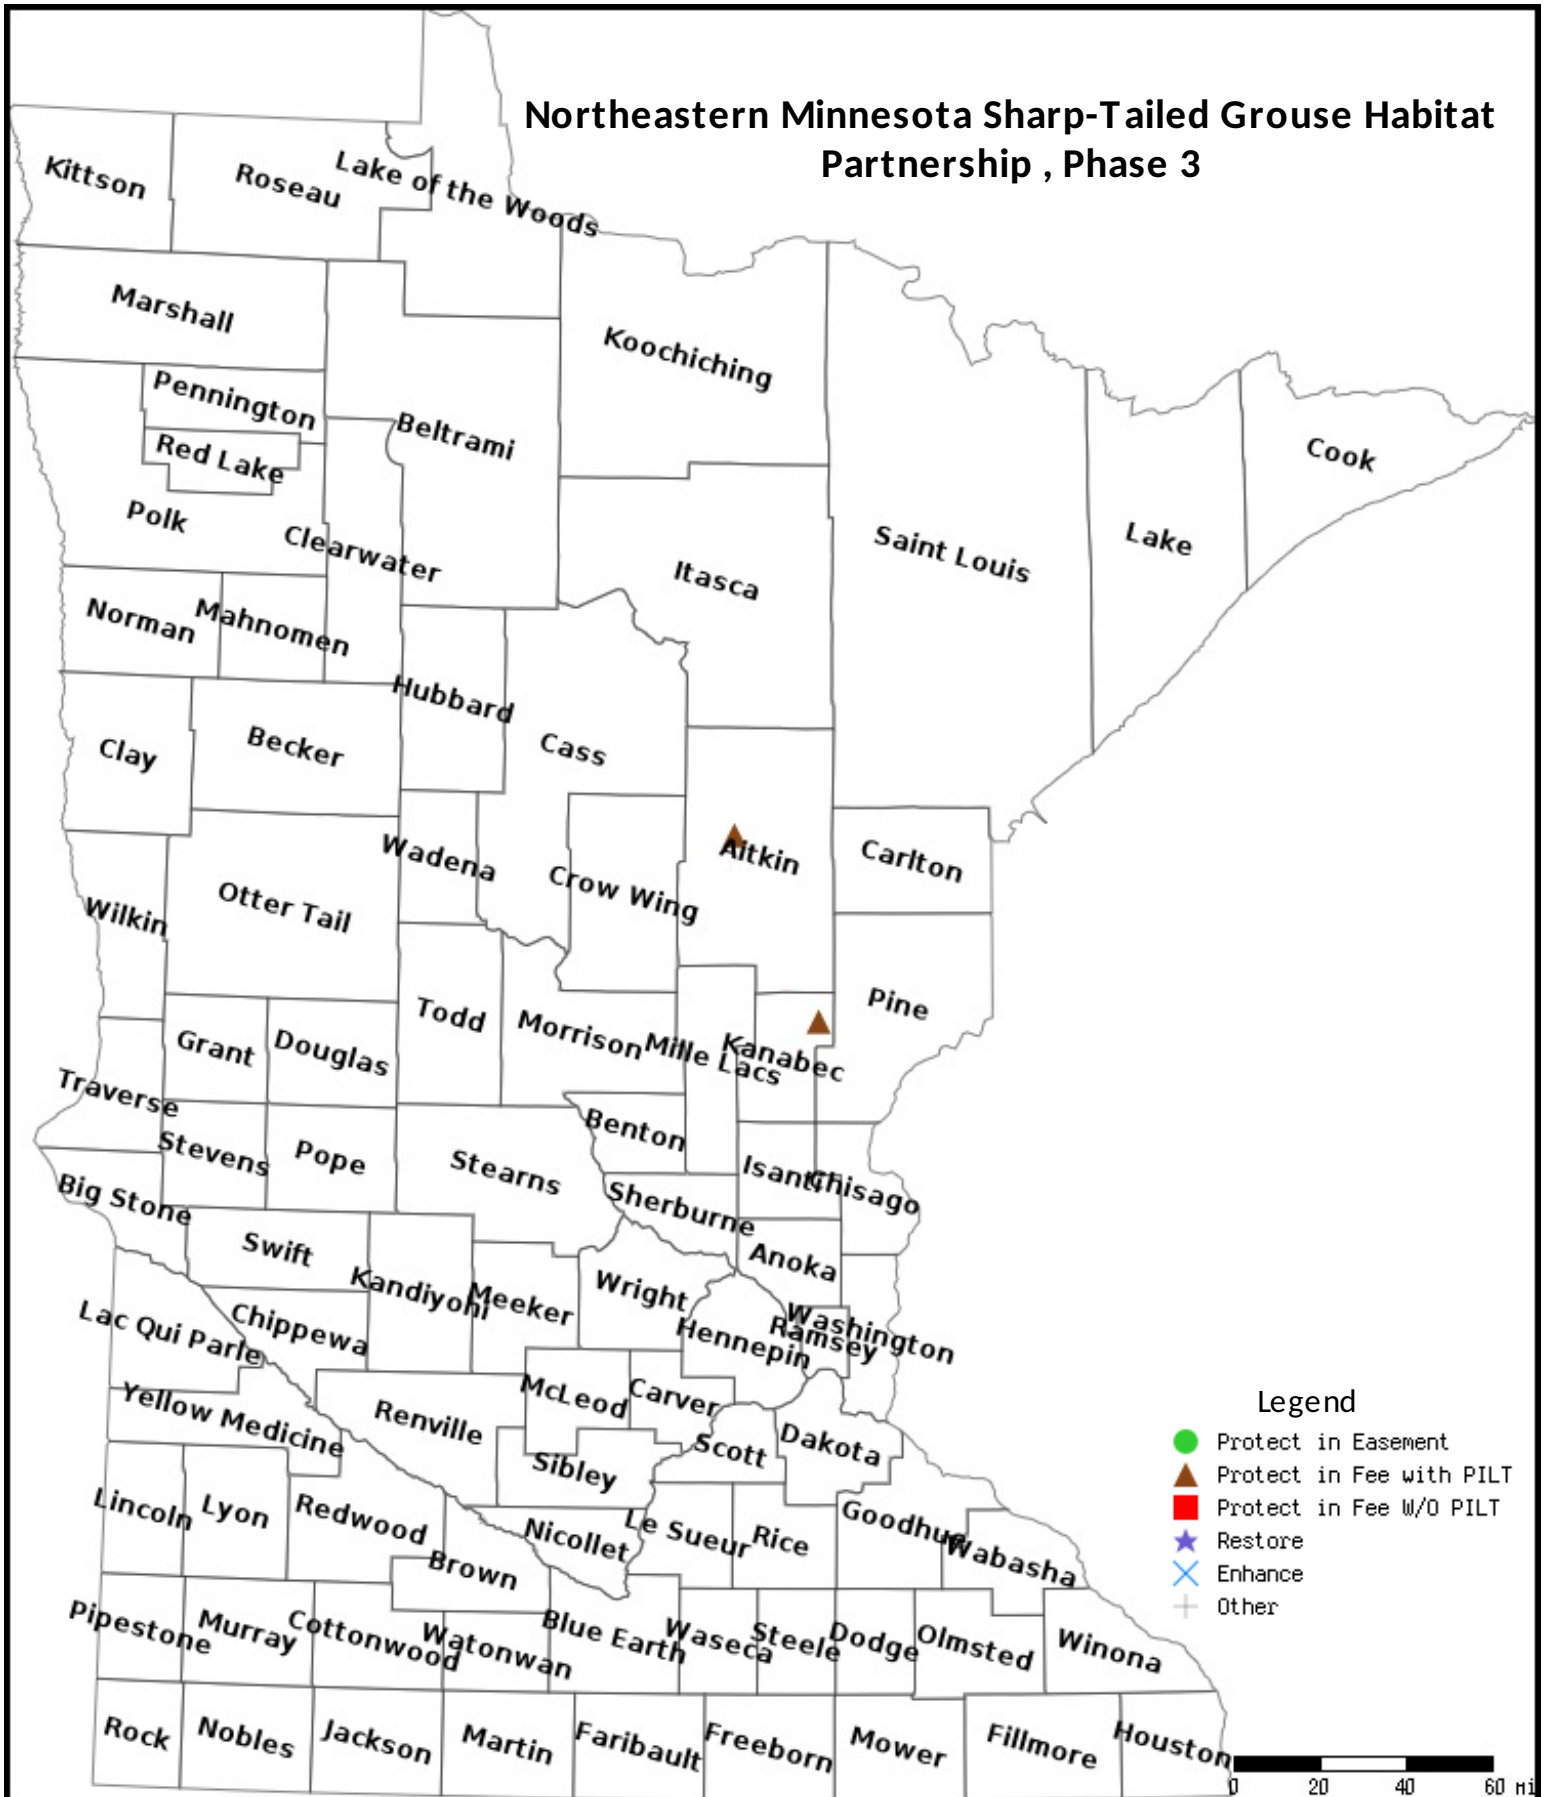 Northeastern Minnesota Sharp-Tailed Grouse Habitat
Partnership , Phase 3
Kittson
Roseau
Lake of the Woods
Marshall
Koochiching
Pennington
Beltrami
Red Lake
Cook
Polk
Clearwater
Saint Louis
Lake
Itasca
Norman
Mahnomen
Hubbard
Clay
Becker
Cass
Wadena
Aitkin
Carlton
Crow Wing
Otter Tail
Wilkin
Pine
Todd
Morrison
Mille Lacs
Kanabec
Grant
Douglas
Traverse
Benton
Stevens
Pope
Stearns
Isanti
Chisago
Big Stone
Sherburne
Swift
Anoka
Kandiyohi
Meeker
Wright
Washington
Ramsey
Hennepin
Lac Qui Parle
Chippewa
McLeod
Carver
Yellow Medicine
Renville
Scott
Dakota
Sibley
Lincoln
Lyon
Redwood
Nicollet
Le Sueur
Rice
Goodhue
Wabasha
Brown
Pipestone
Murray
Cottonwood
Watonwan
Blue Earth
Waseca
Steele
Dodge
Olmsted
Winona
Rock
Nobles
Jackson
Martin
Faribault
Freeborn
Mower
Fillmore
Houston
Legend
Protect in Easement
Protect in Fee with PILT
Protect in Fee W/O PILT
Restore
Enhance
Other
0 20 40 60 mi